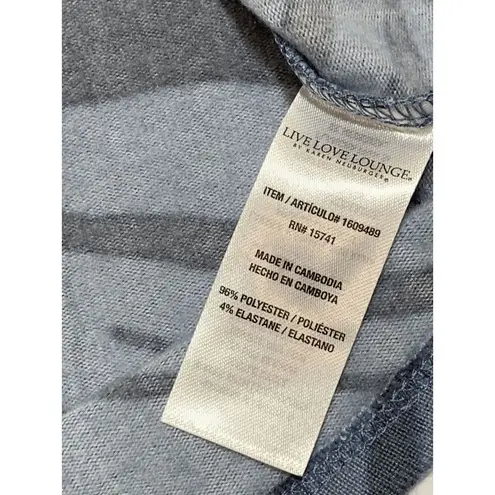 LIVE LOVE LOUNGE®
BY KAREN NEUBURGER®
ITEM / ARTÍCULO# 1609489
RN# 15741
MADE IN CAMBODIA
HECHO EN CAMBOYA
96% POLYESTER / POLIÉSTER
4% ELASTANE / ELASTANO